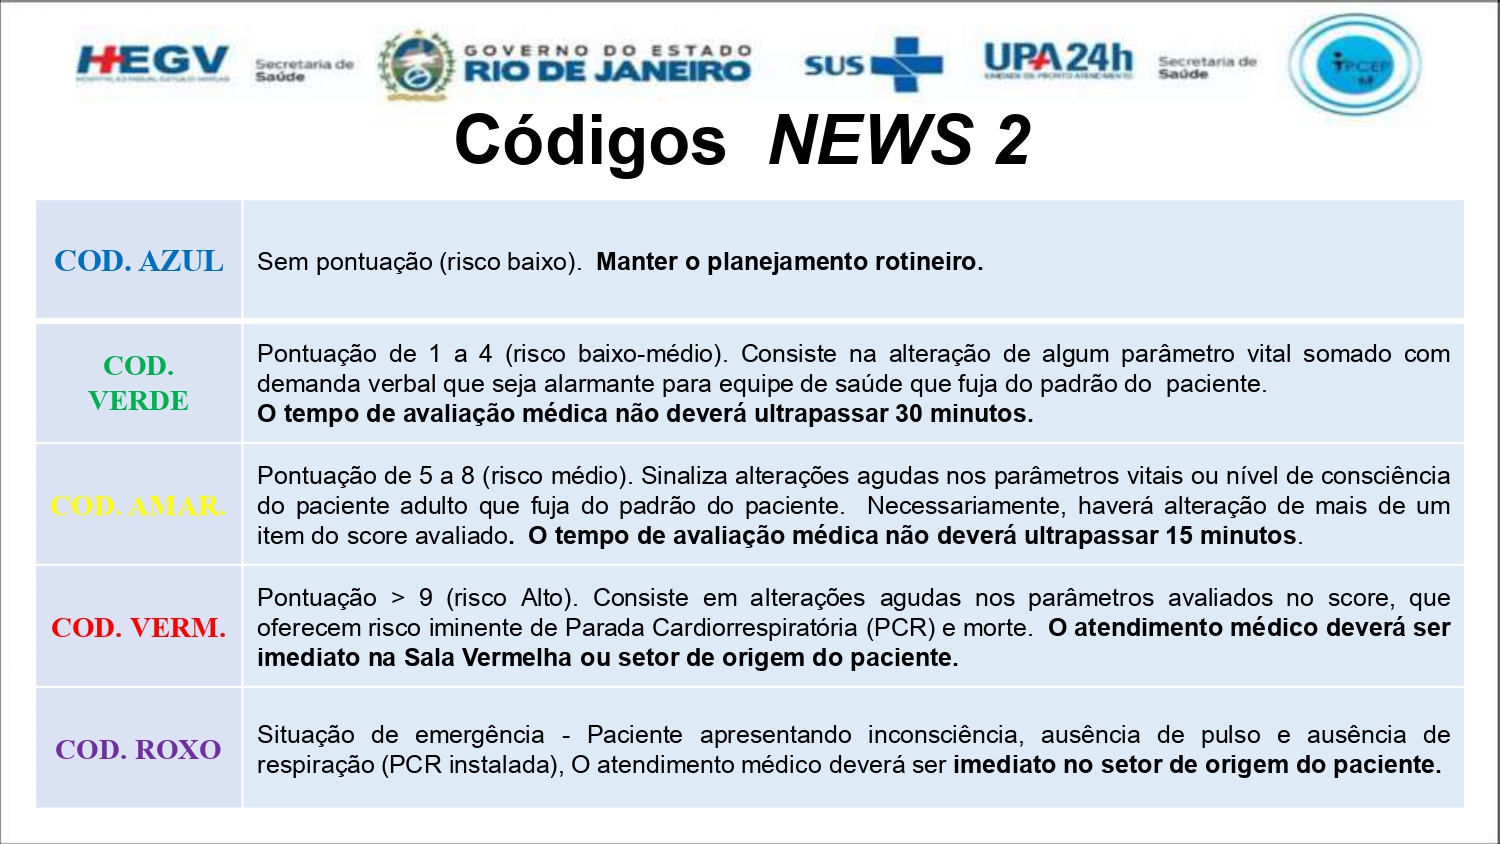 HEGV
Secretaria de
Saúde
GOVERNO DO ESTADO
RIO DE JANEIRO
SUS
UPA24h
UNIDADE DE PRONTO ATENDIMENTO
Secretaria de
Saúde
Códigos NEWS 2
COD. AZUL
Sem pontuação (risco baixo). Manter o planejamento rotineiro.
COD.
VERDE
Pontuação de 1 a 4 (risco baixo-médio). Consiste na alteração de algum parâmetro vital somado com
demanda verbal que seja alarmante para equipe de saúde que fuja do padrão do paciente.
O tempo de avaliação médica não deverá ultrapassar 30 minutos.
COD. AMAR.
Pontuação de 5 a 8 (risco médio). Sinaliza alterações agudas nos parâmetros vitais ou nível de consciência
do paciente adulto que fuja do padrão do paciente. Necessariamente, haverá alteração de mais de um
item do score avaliado. O tempo de avaliação médica não deverá ultrapassar 15 minutos.
COD. VERM.
Pontuação > 9 (risco Alto). Consiste em alterações agudas nos parâmetros avaliados no score, que
oferecem risco iminente de Parada Cardiorrespiratória (PCR) e morte. O atendimento médico deverá ser
imediato na Sala Vermelha ou setor de origem do paciente.
COD. ROXO
Situação de emergência - Paciente apresentando inconsciência, ausência de pulso e ausência de
respiração (PCR instalada), O atendimento médico deverá ser imediato no setor de origem do paciente.